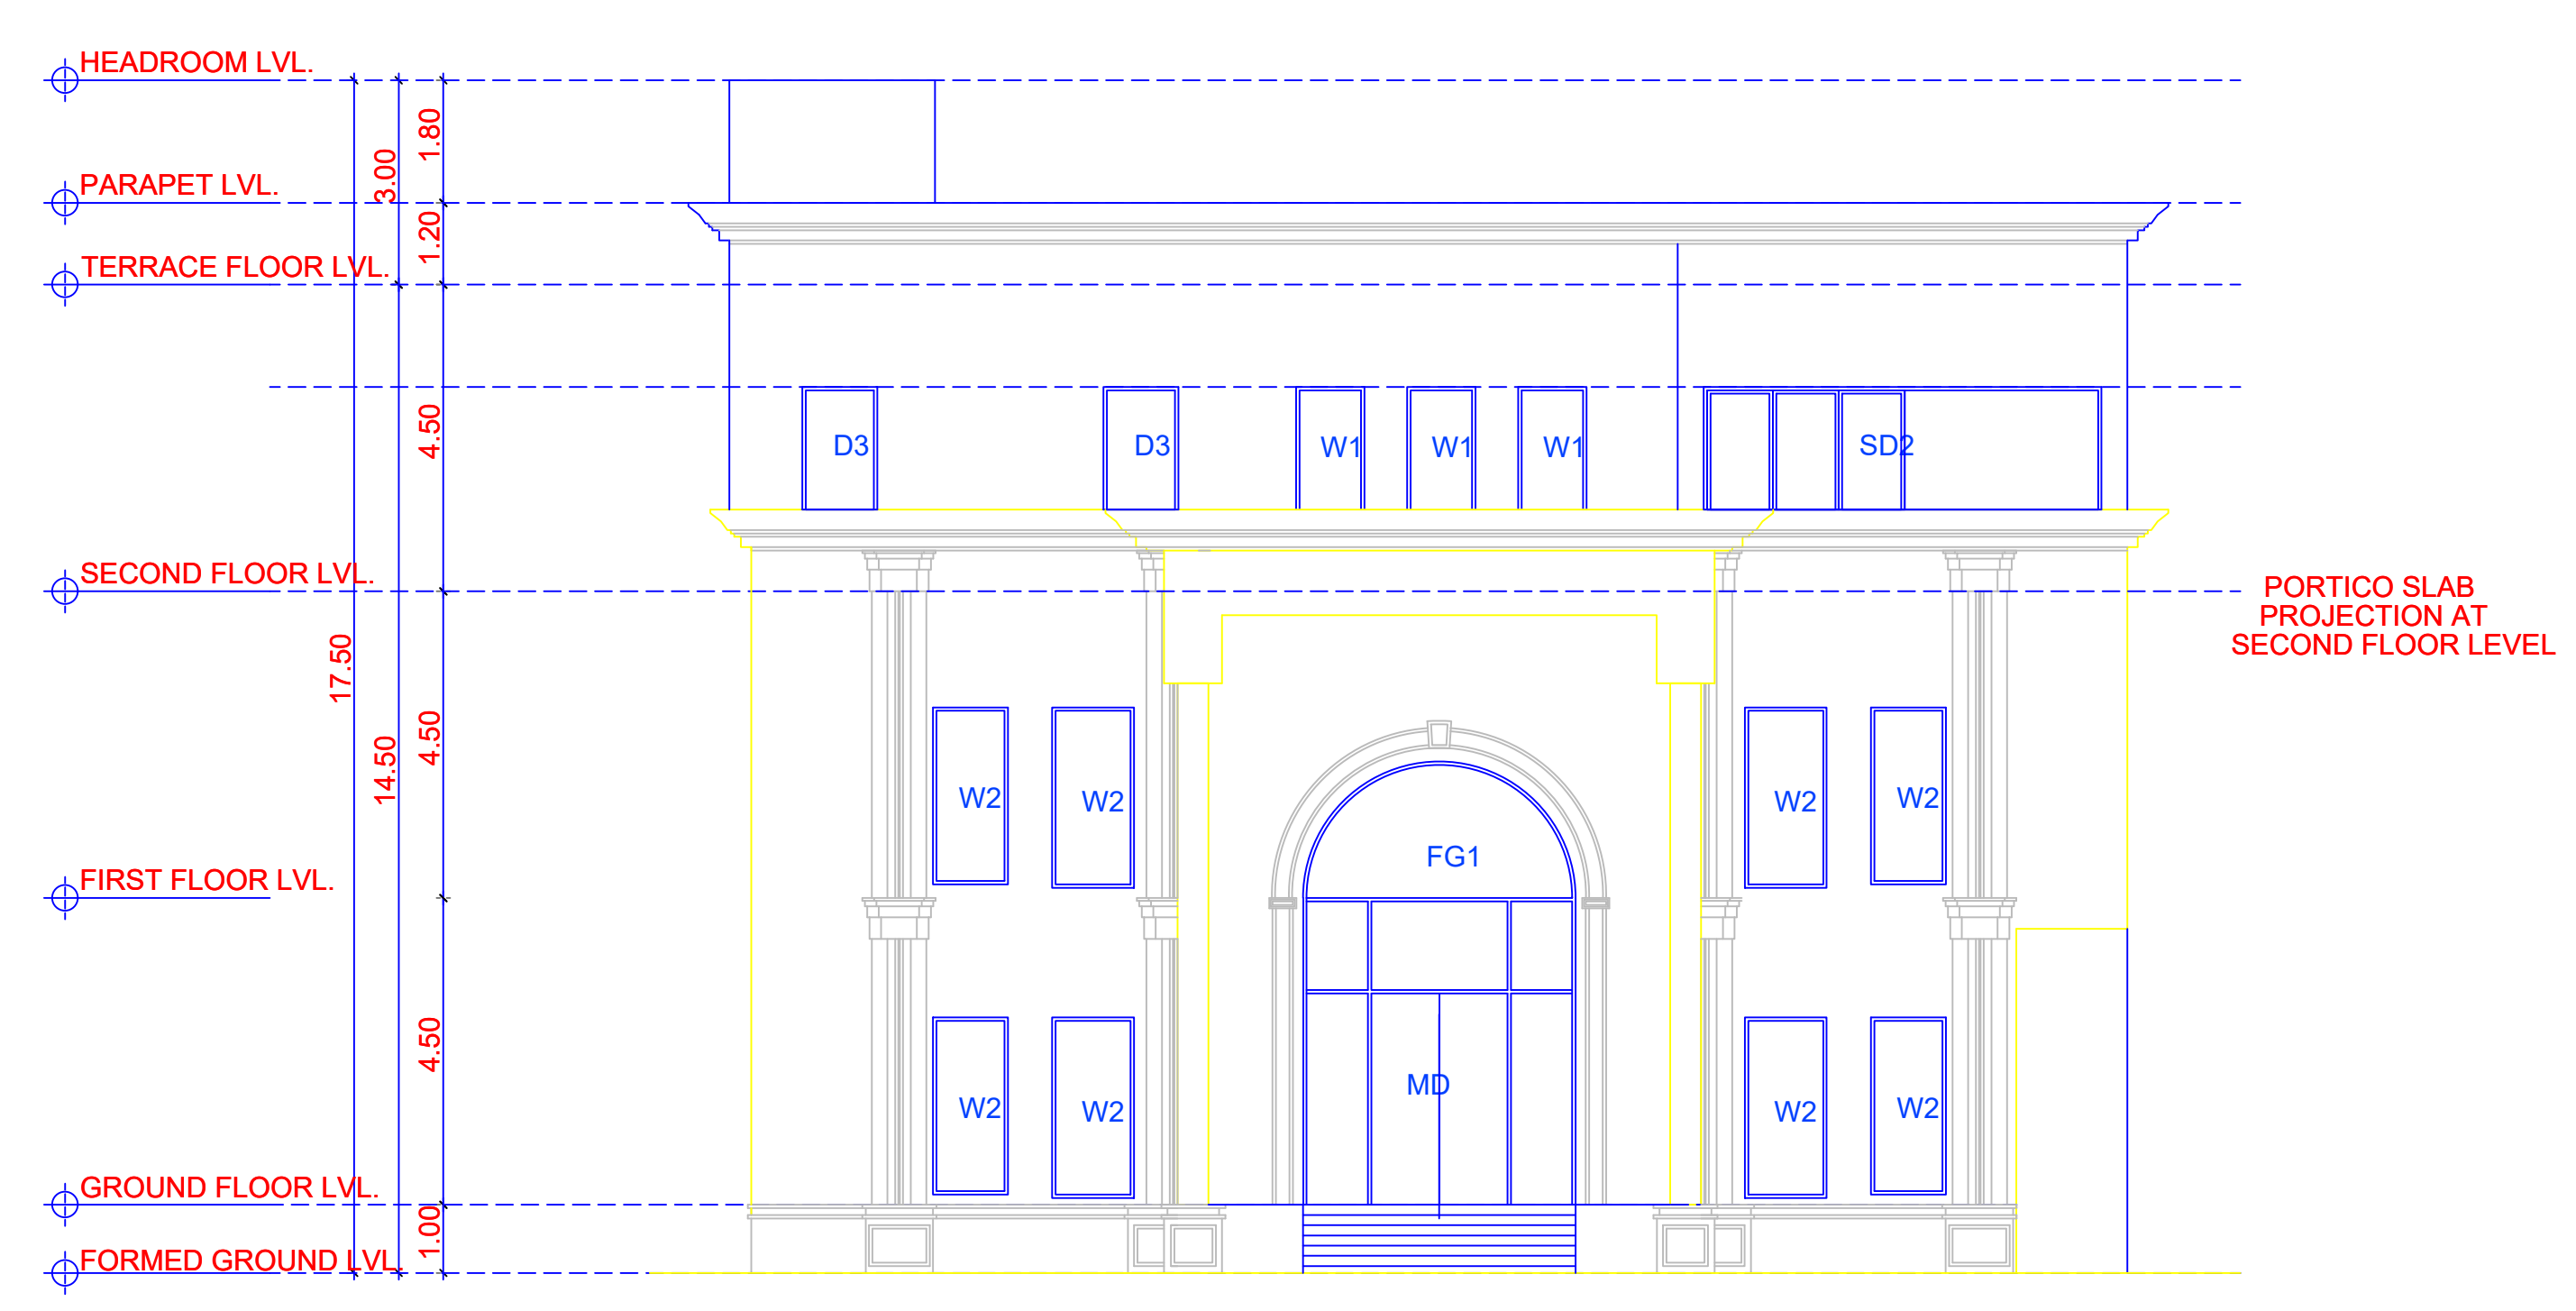 HEADROOM LVL.
1.80
3.00
PARAPET LVL.
1.20
TERRACE FLOOR LVL.
4.50
D3
D3
W1
W1
W1
SD2
SECOND FLOOR LVL.
PORTICO SLAB
PROJECTION AT
SECOND FLOOR LEVEL
17.50
14.50
4.50
W2
W2
W2
W2
FG1
FIRST FLOOR LVL.
4.50
MD
W2
W2
W2
W2
GROUND FLOOR LVL.
1.00
FORMED GROUND LVL.